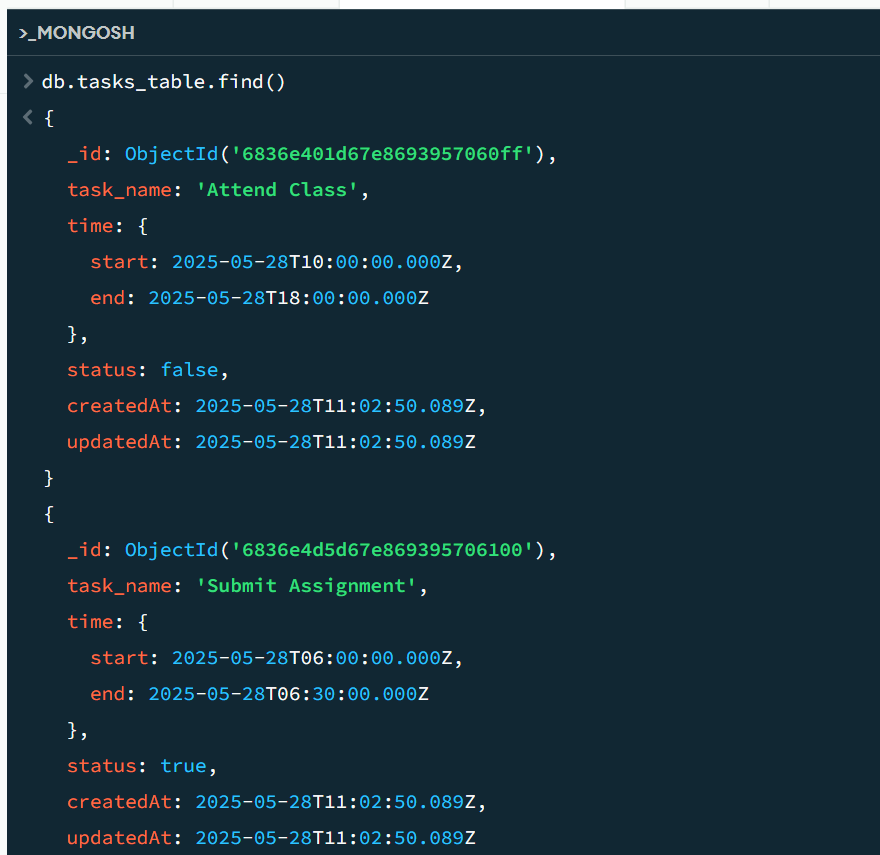 >_MONGOSH
> db.tasks_table.find()
< {
_id: ObjectId('6836e401d67e8693957060ff'),
task_name: 'Attend Class',
time: {
start: 2025-05-28T10:00:00.000Z,
end: 2025-05-28T18:00:00.000Z
},
status: false,
createdAt: 2025-05-28T11:02:50.089Z,
updatedAt: 2025-05-28T11:02:50.089Z
}
{
_id: ObjectId('6836e4d5d67e869395706100'),
task_name: 'Submit Assignment',
time: {
start: 2025-05-28T06:00:00.000Z,
end: 2025-05-28T06:30:00.000Z
},
status: true,
createdAt: 2025-05-28T11:02:50.089Z,
updatedAt: 2025-05-28T11:02:50.089Z